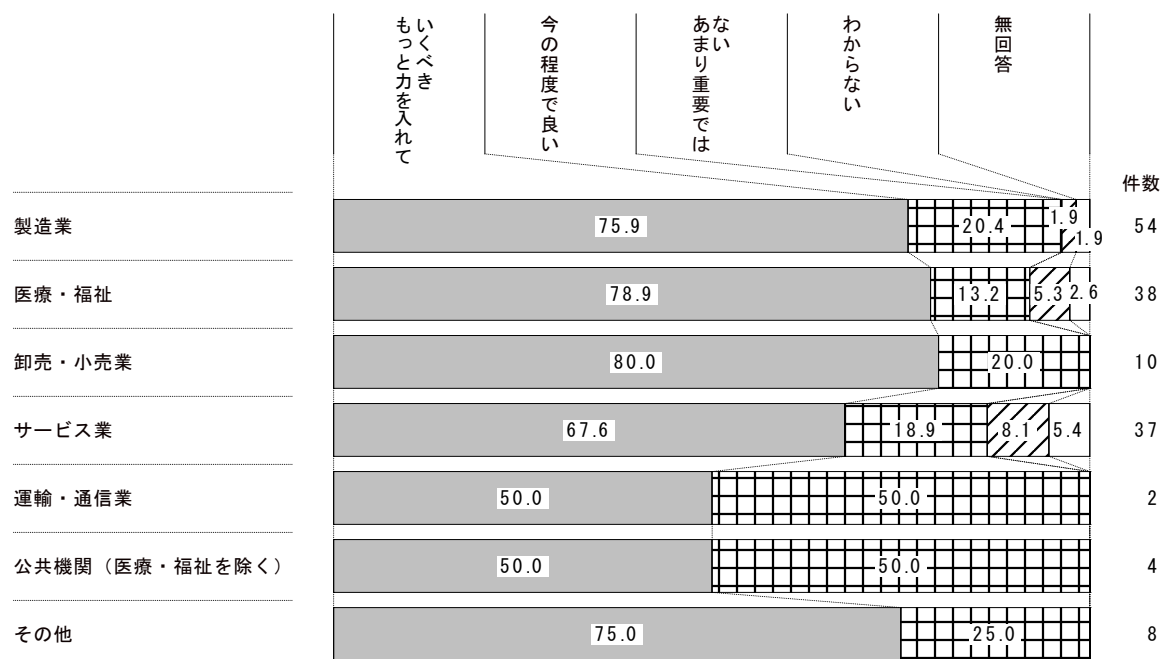 もっと力を入れて
いくべき
今の程度で良い
あまり重要では
ない
わからない
無回答
件数
製造業 75.9 20.4 1.9 1.9 54
医療・福祉 78.9 13.2 5.3 2.6 38
卸売・小売業 80.0 20.0 10
サービス業 67.6 18.9 8.1 5.4 37
運輸・通信業 50.0 50.0 2
公共機関（医療・福祉を除く） 50.0 50.0 4
その他 75.0 25.0 8